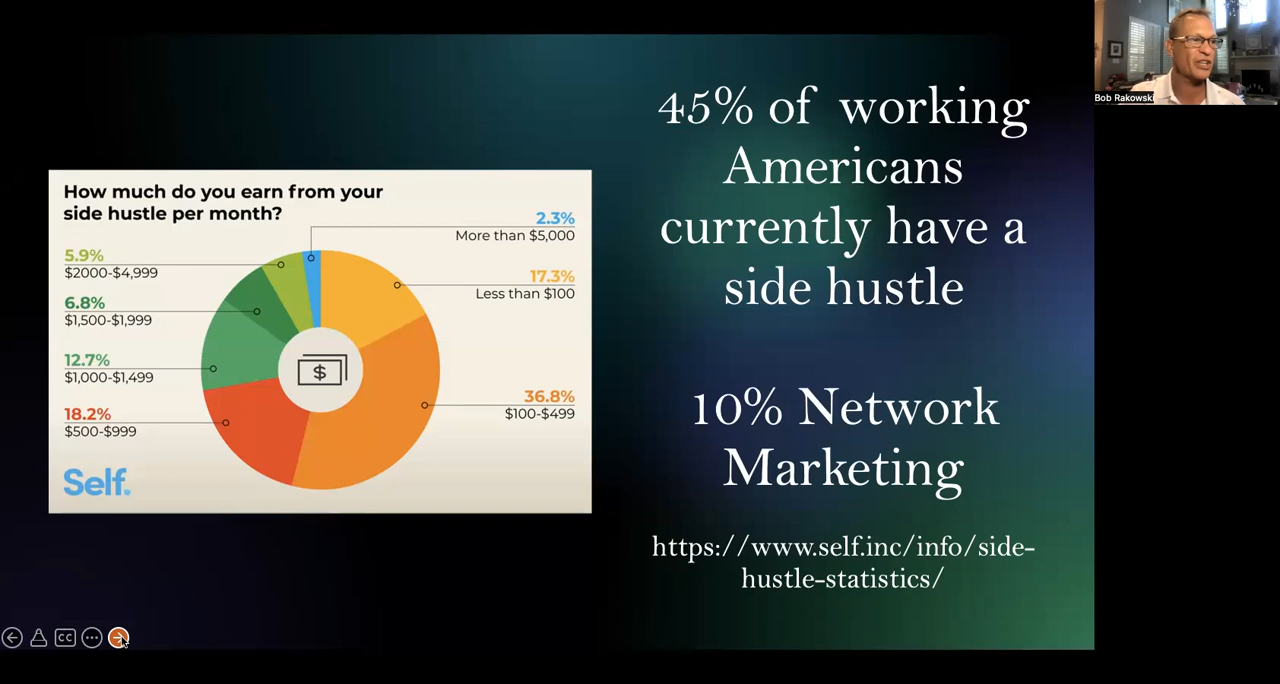 How much do you earn from your
side hustle per month?
2.3%
More than $5,000
5.9%
$2000-$4,999
17.3%
Less than $100
6.8%
$1,500-$1,999
12.7%
$1,000-$1,499
36.8%
$100-$499
18.2%
$500-$999
$
Self.
45% of working
Americans
currently have a
side hustle
10% Network
Marketing
https://www.self.inc/info/side-
hustle-statistics/
Bob Rakowski
CC